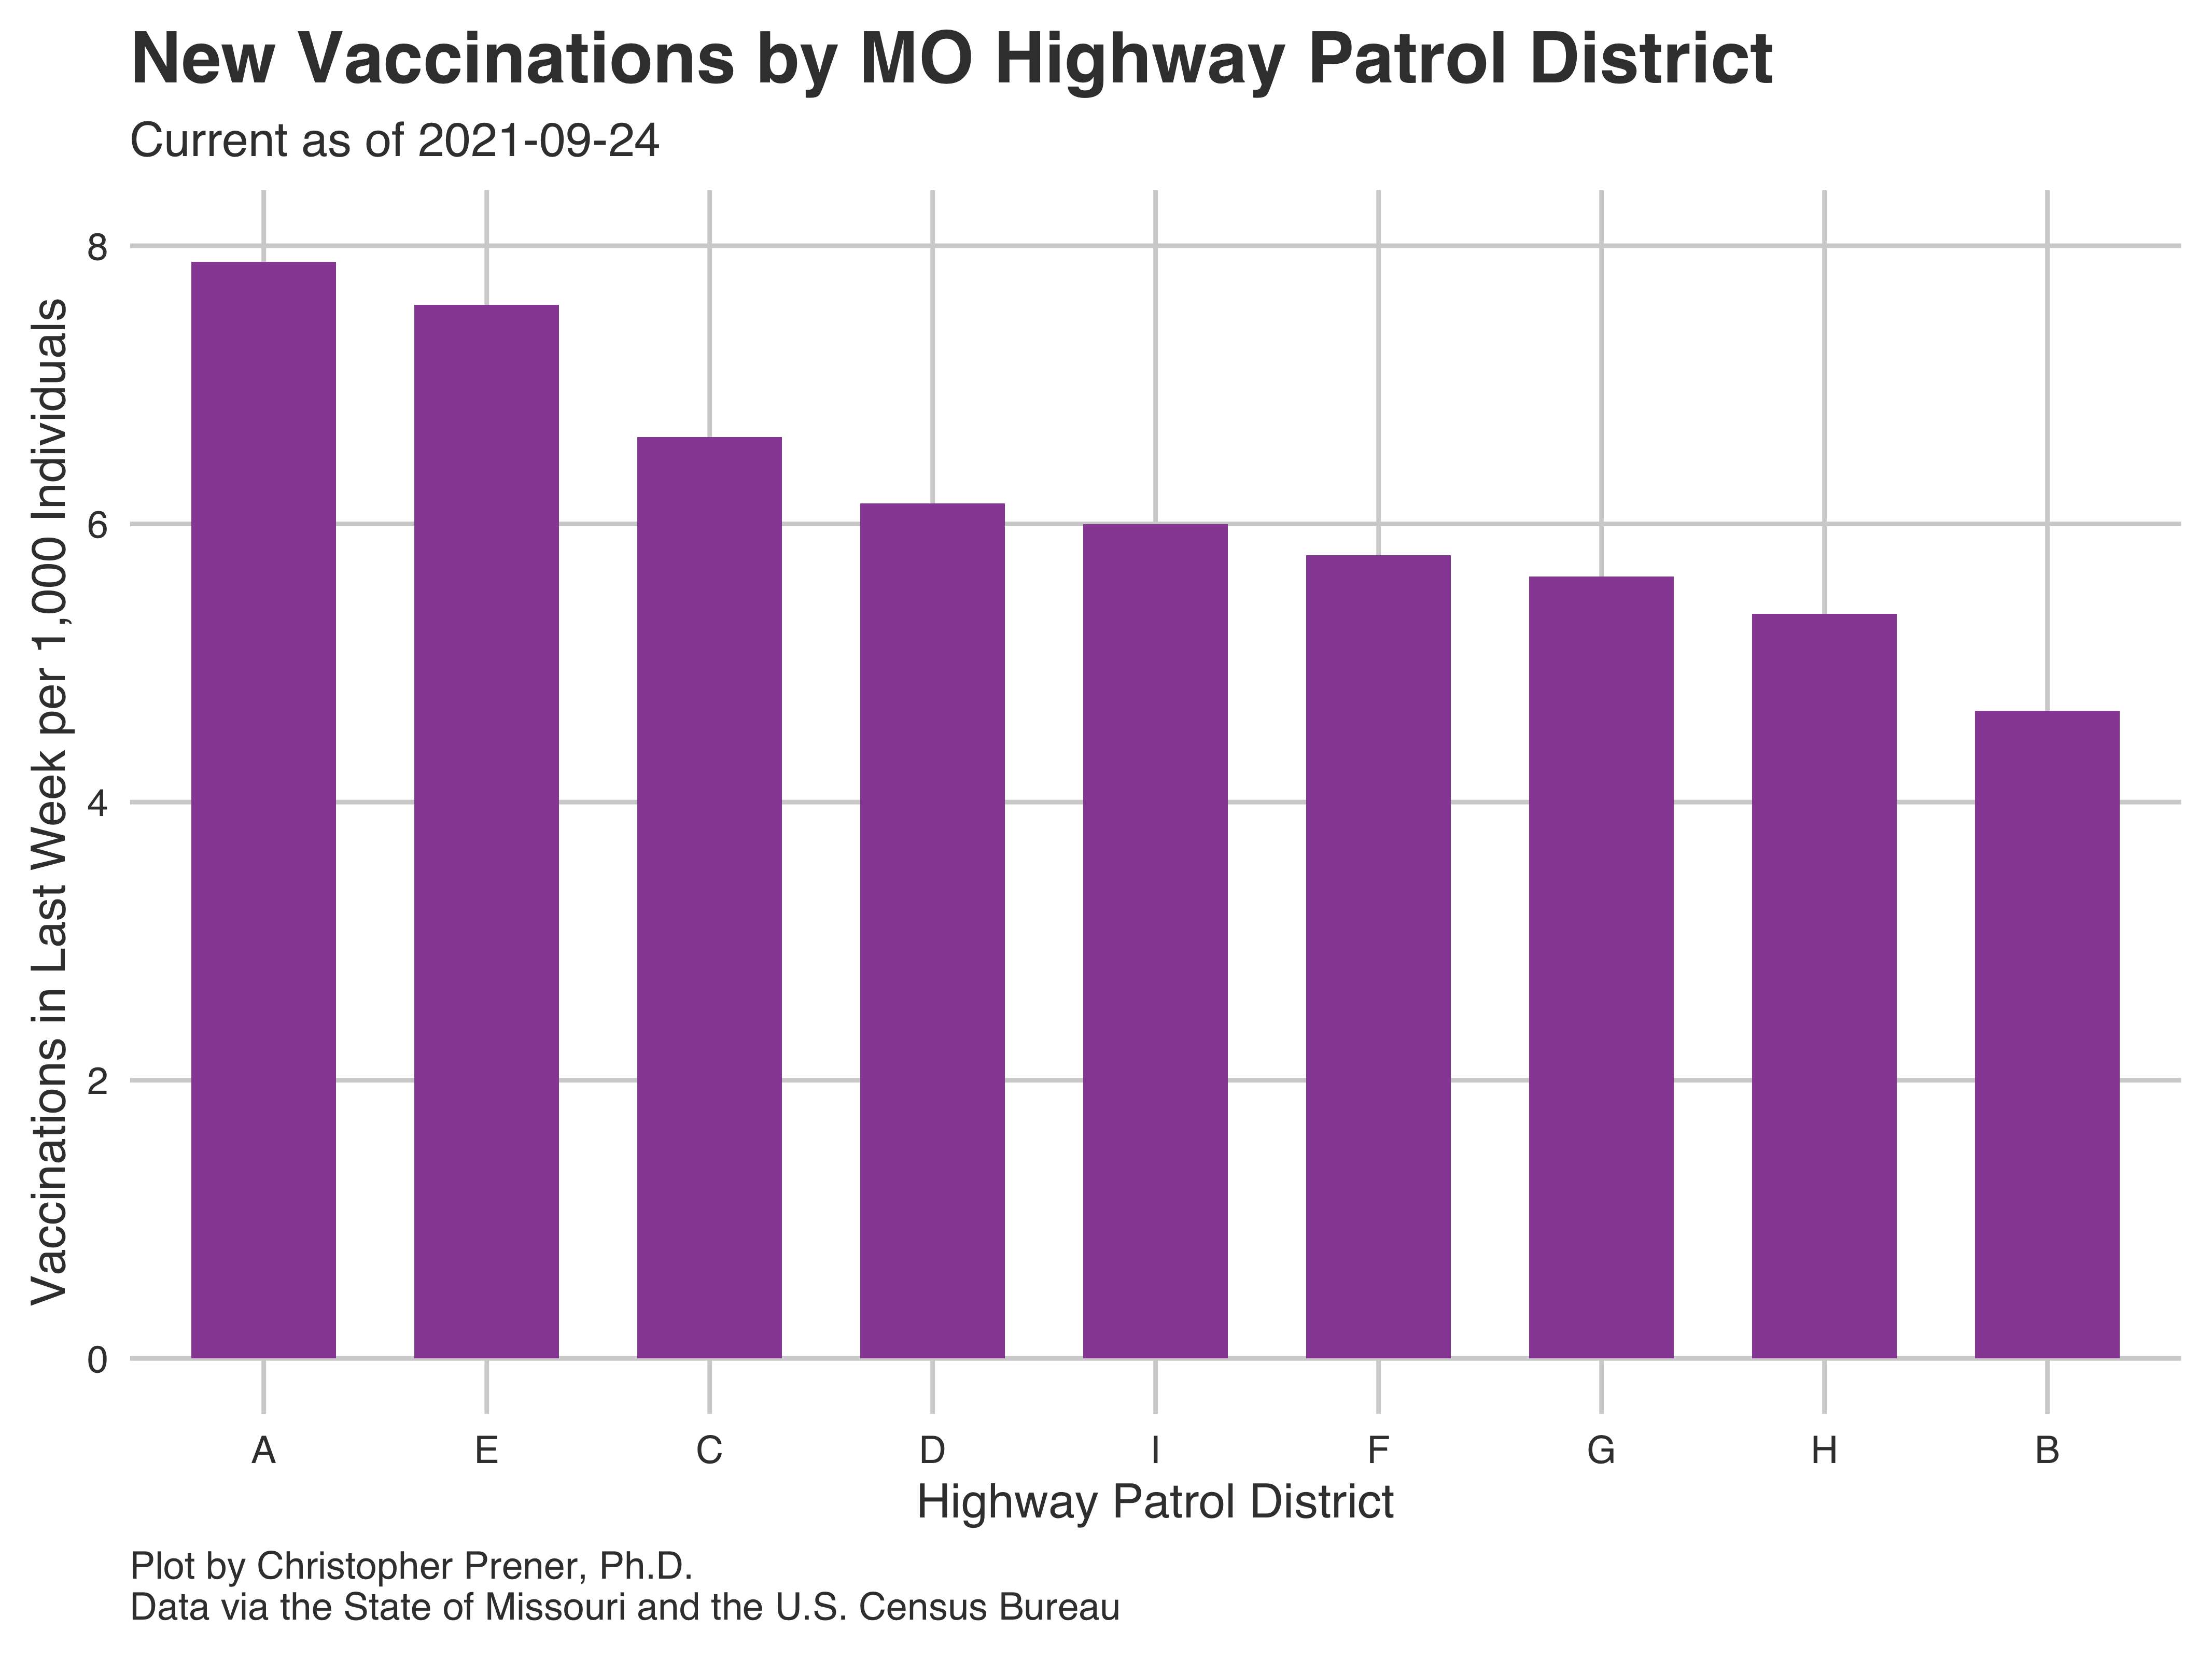 New Vaccinations by MO Highway Patrol District
Current as of 2021-09-24
Vaccinations in Last Week per 1,000 Individuals
8
6
4
2
0
A E C D I F G H B
Highway Patrol District
Plot by Christopher Prener, Ph.D.
Data via the State of Missouri and the U.S. Census Bureau